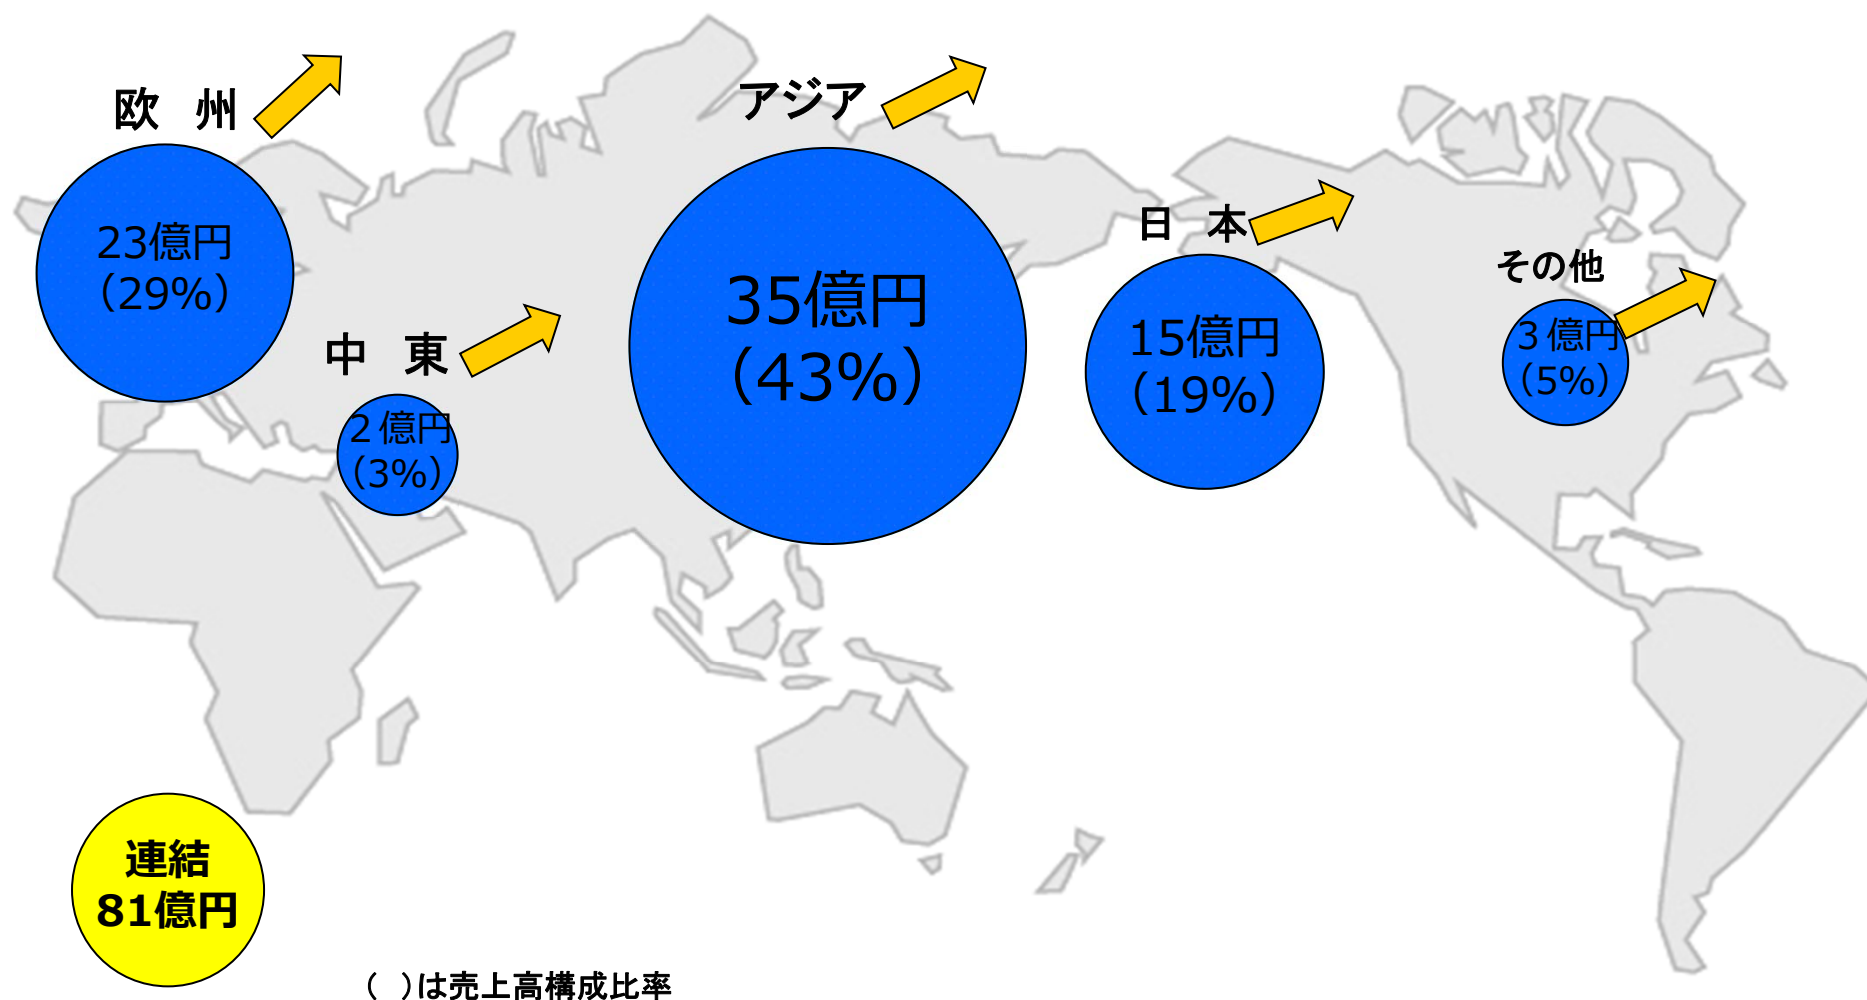 欧　州
23億円
（29%）
中　東
２億円
（3%）
アジア
35億円
（43%）
日　本
15億円
（19%）
その他
３億円
（5%）
連結
81億円
（　）は売上高構成比率